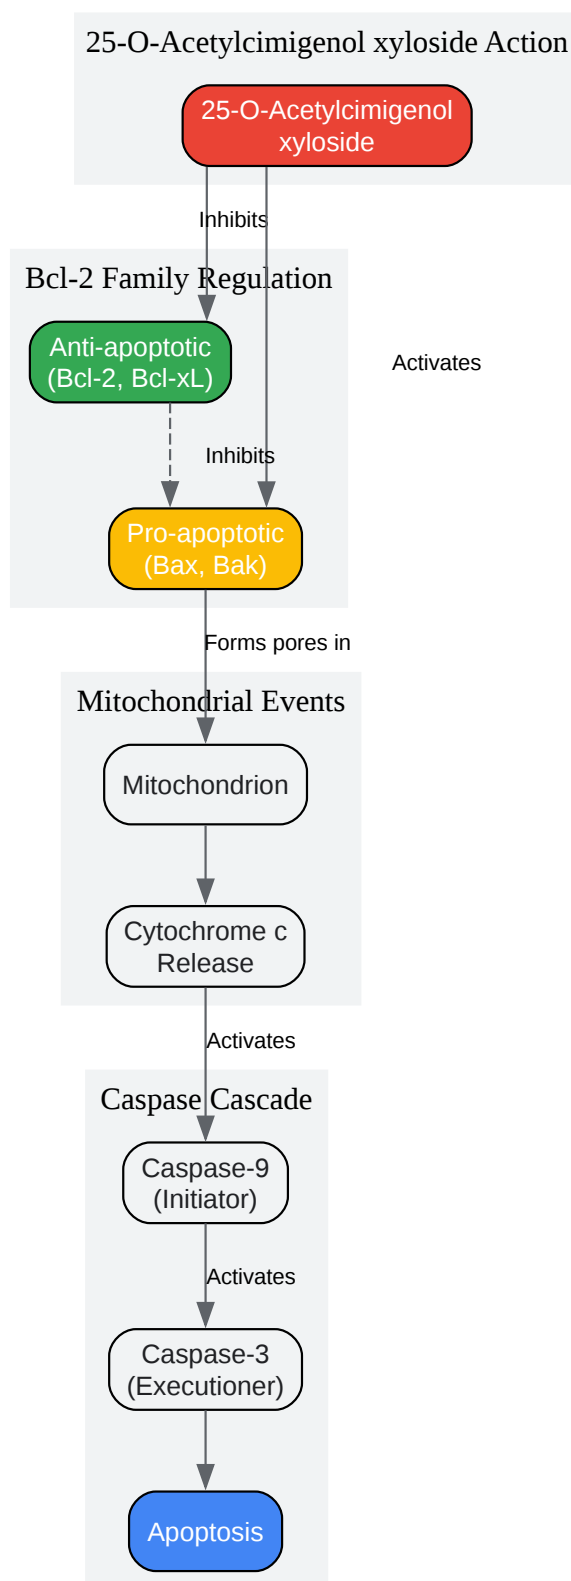 25-O-Acetylcimigenol xyloside Action
25-O-Acetylcimigenol
xyloside
Inhibits
Bcl-2 Family Regulation
Anti-apoptotic
(Bcl-2, Bcl-xL)
Activates
Inhibits
Pro-apoptotic
(Bax, Bak)
Forms pores in
Mitochondrial Events
Mitochondrion
Cytochrome c
Release
Activates
Caspase Cascade
Caspase-9
(Initiator)
Activates
Caspase-3
(Executioner)
Apoptosis